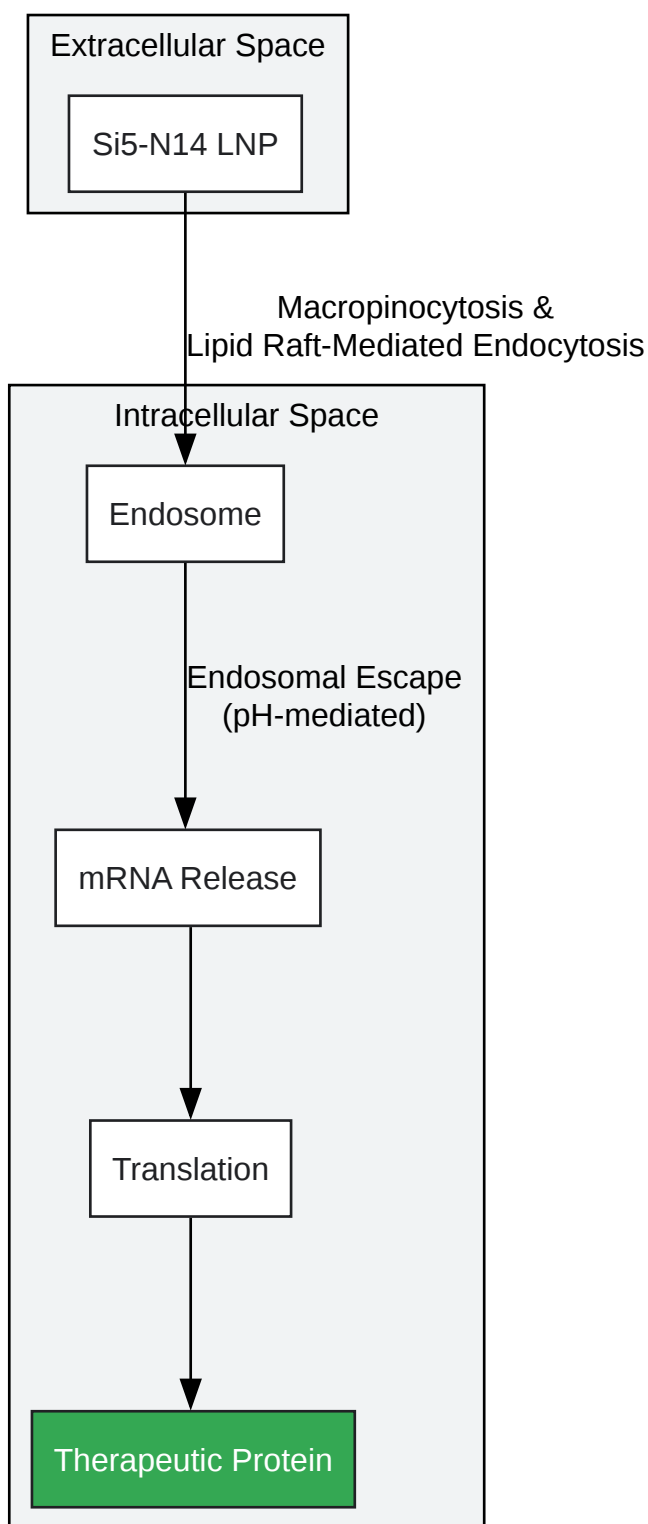 Extracellular Space
Si5-N14 LNP
Macropinocytosis &
Lipid Raft-Mediated Endocytosis
Intracellular Space
Endosome
Endosomal Escape
(pH-mediated)
mRNA Release
Translation
Therapeutic Protein